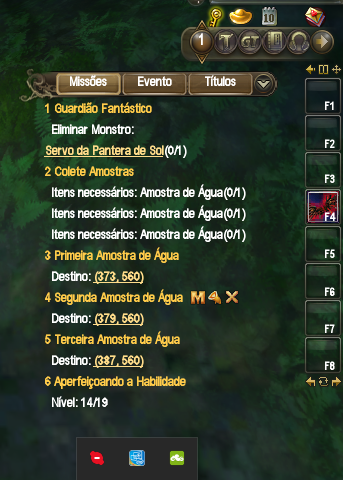 10
1
T
GT
Missões
Evento
Títulos
1 Guardião Fantástico
Eliminar Monstro:
Servo da Pantera de Sol(0/1)
2 Colete Amostras
Itens necessários: Amostra de Água(0/1)
Itens necessários: Amostra de Água(0/1)
Itens necessários: Amostra de Água(0/1)
3 Primeira Amostra de Água
Destino: (373, 560)
4 Segunda Amostra de Água M
Destino: (379, 560)
5 Terceira Amostra de Água
Destino: (387, 560)
6 Aperfeiçoando a Habilidade
Nível: 14/19
F1
F2
F3
F4
F5
F6
F7
F8